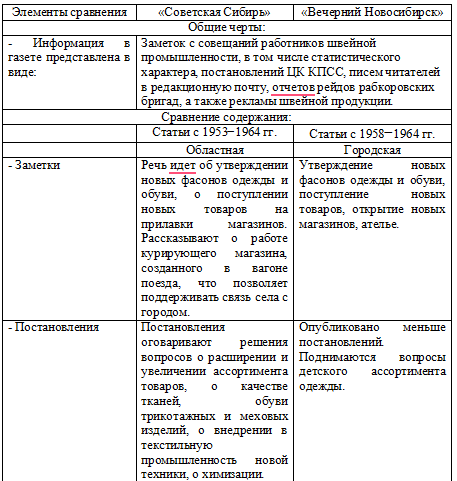 Элементы сравнения «Советская Сибирь» «Вечерний Новосибирск»
Общие черты:
- Информация в газете представлена в виде:
Заметок с совещаний работников швейной
промышленности, в том числе статистического
характера, постановлений ЦК КПСС, писем читателей
в редакционную почту, отчетов рейдов рабкоровских
бригад, а также рекламы швейной продукции.
Сравнение содержания:
Статьи с 1953−1964 гг. Статьи с 1958−1964 гг.
Областная Городская
- Заметки
Речь идет об утверждении
новых фасонов одежды и
обуви, о поступлении
новых товаров на
прилавки магазинов.
Рассказывают о работе
курирующего магазина,
созданного в вагоне
поезда, что позволяет
поддерживать связь села с
городом.
Утверждение новых
фасонов одежды и обуви,
поступление новых
товаров, открытие новых
магазинов, ателье.
- Постановления
Постановления
оговаривают решения
вопросов о расширении и
увеличении ассортимента
товаров, о качестве
тканей, обуви
трикотажных и меховых
изделий, о внедрении в
текстильную
промышленность новой
техники, о химизации.
Опубликовано меньше
постановлений.
Поднимаются вопросы
детского ассортимента
одежды.